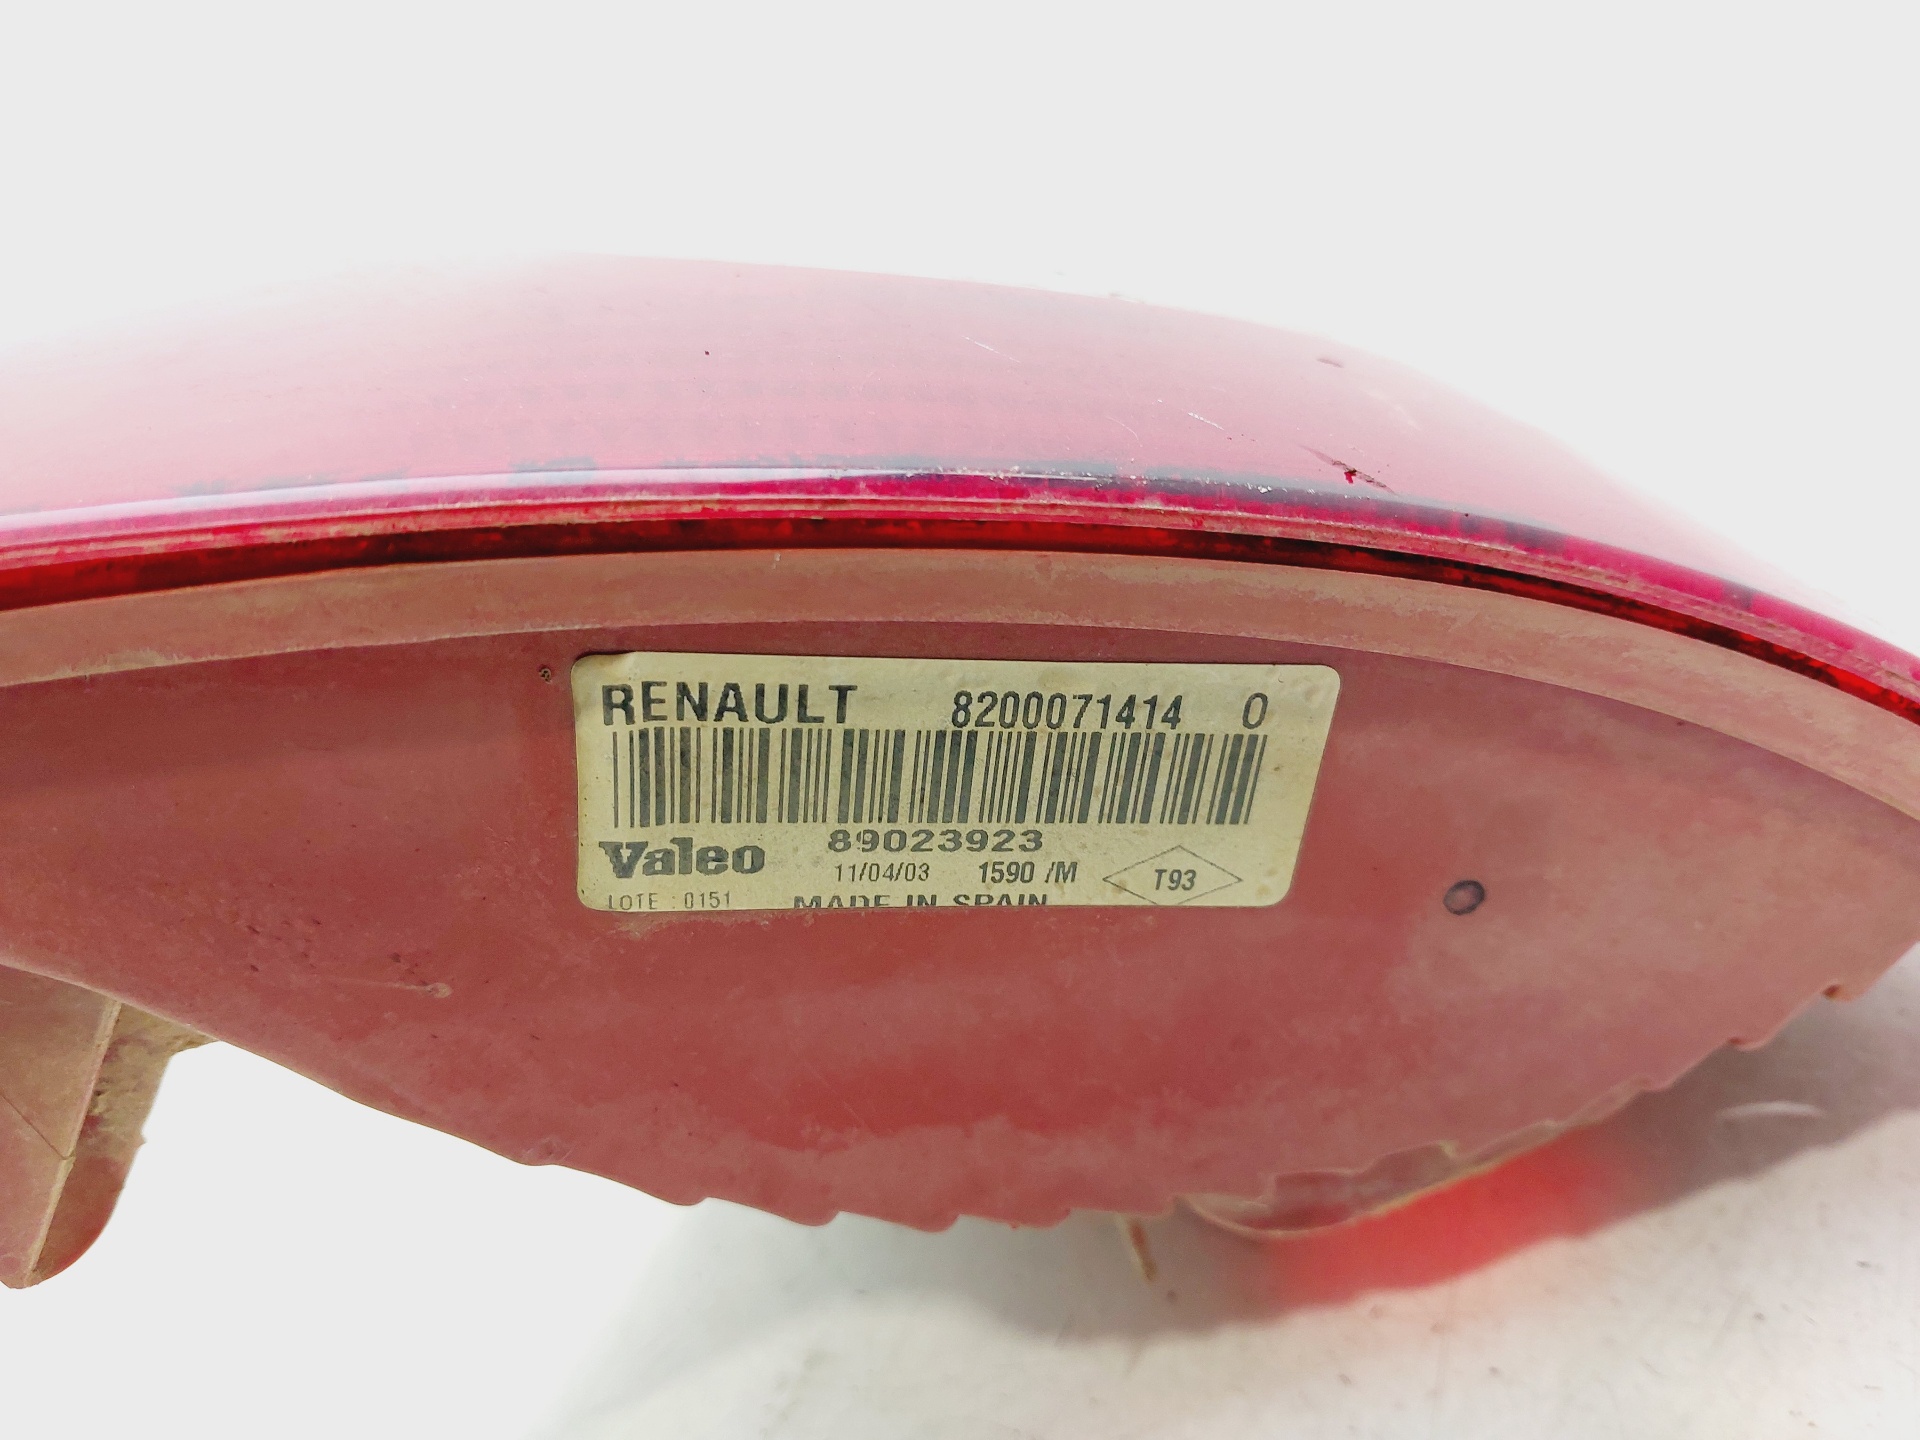 RENAULT 8200071414 0
89023923
Valeo 11/04/03 1590 /M T93
LOTE : 0151 MADE IN SPAIN